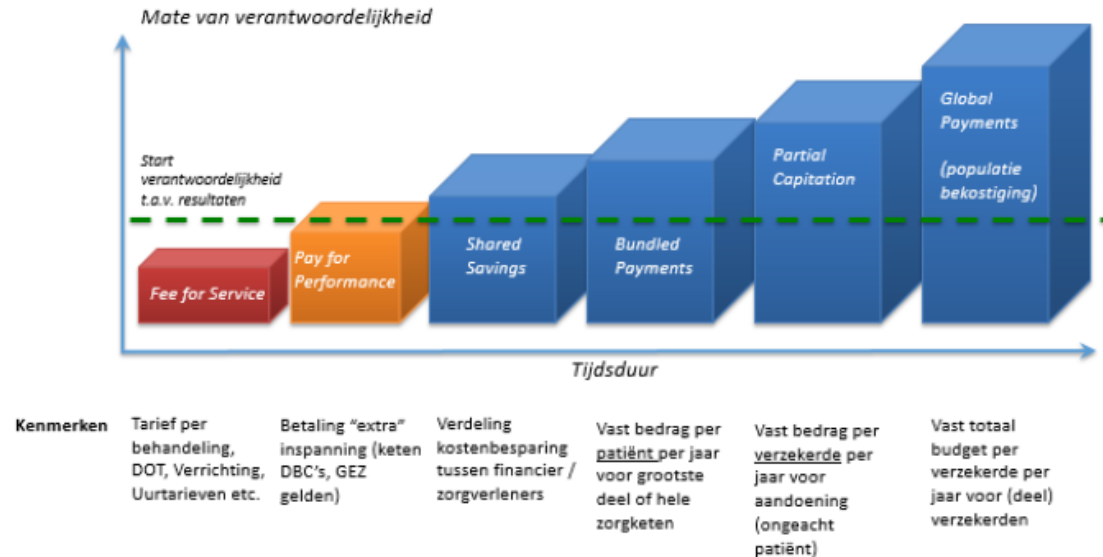 Mate van verantwoordelijkheid
Start
verantwoordelijkheid
t.a.v. resultaten
Fee for Service
Pay for
Performance
Shared
Savings
Bundled
Payments
Partial
Capitation
Global
Payments
(populatie
bekostiging)
Tijdsduur
Kenmerken
Tarief per
behandeling,
DOT, Verrichting,
Uurtarieven etc.
Betaling “extra”
inspanning (keten
DBC's, GEZ
gelden)
Verdeling
kostenbesparing
tussen financier /
zorgverleners
Vast bedrag per
patiënt per jaar
voor grootste
deel of hele
zorgketen
Vast bedrag per
verzekerde per
jaar voor
aandoening
(ongeacht
patiënt)
Vast totaal
budget per
verzekerde per
jaar voor (deel)
verzekerden